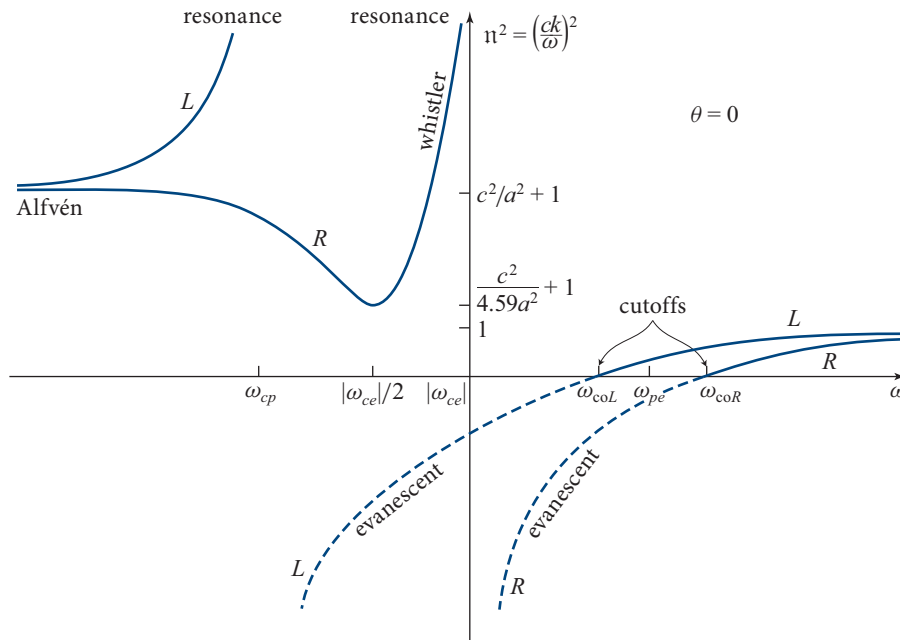 resonance resonance
𝔫² = (ck/ω)²
L
whistler
θ = 0
c²/a² + 1
Alfvén
R
c²/4.59a² + 1
cutoffs
1
L
R
ω_cp |ω_ce|/2 |ω_ce| ω_coL ω_pe ω_coR ω
evanescent evanescent
L R